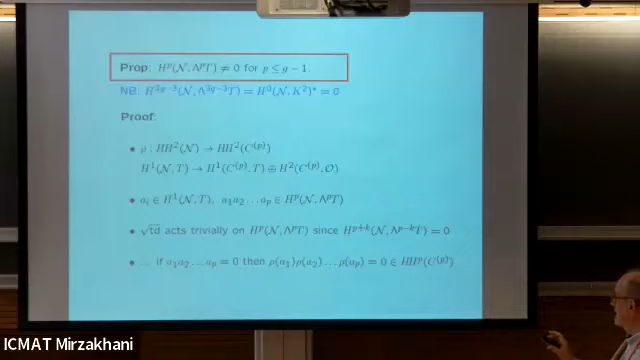 Prop: H^p(N, Λ^pT) ≠ 0 for p ≤ g − 1.
NB: H^{3g−3}(N, Λ^{3g−3}T) = H^0(N, K^2)* = 0
Proof:
• ρ : HH^2(N) → HH^2(C^{(p)})
H^1(N, T) → H^1(C^{(p)}, T) ⊕ H^2(C^{(p)}, O)
• a_i ∈ H^1(N, T), a_1a_2 ... a_p ∈ H^p(N, Λ^pT)
• √td acts trivially on H^p(N, Λ^pT) since H^{p+k}(N, Λ^{p−k}T) = 0
• ... if a_1a_2 ... a_p = 0 then ρ(a_1)ρ(a_2) ... ρ(a_p) = 0 ∈ HH^p(C^{(p)})
ICMAT Mirzakhani